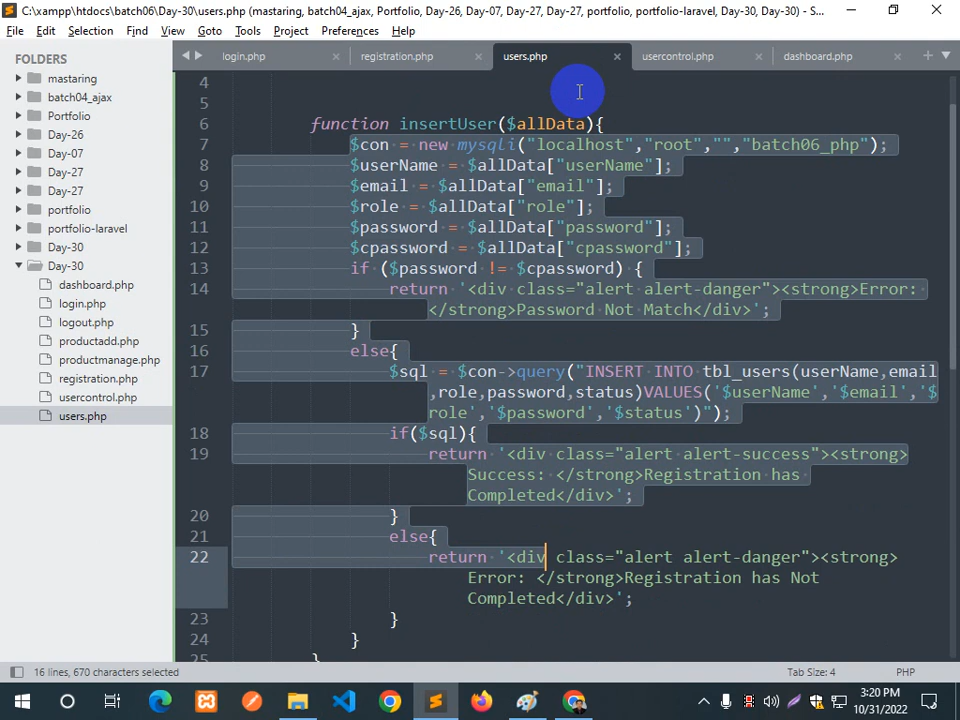 C:\xampp\htdocs\batch06\Day-30\users.php (mastaring, batch04_ajax, Portfolio, Day-26, Day-07, Day-27, Day-27, portfolio, portfolio-laravel, Day-30, Day-30) - S...
File Edit Selection Find View Goto Tools Project Preferences Help
FOLDERS
mastaring
batch04_ajax
Portfolio
Day-26
Day-07
Day-27
Day-27
portfolio
portfolio-laravel
Day-30
Day-30
dashboard.php
login.php
logout.php
productadd.php
productmanage.php
registration.php
usercontrol.php
users.php
login.php registration.php users.php usercontrol.php dashboard.php
4
5
6 function insertUser($allData){
7 $con = new mysqli("localhost","root","","batch06_php");
8 $userName = $allData["userName"];
9 $email = $allData["email"];
10 $role = $allData["role"];
11 $password = $allData["password"];
12 $cpassword = $allData["cpassword"];
13 if ($password != $cpassword) {
14 return '<div class="alert alert-danger"><strong>Error:
</strong>Password Not Match</div>';
15 }
16 else{
17 $sql = $con->query("INSERT INTO tbl_users(userName,email
,role,password,status)VALUES('$userName','$email','$
role','$password','$status')");
18 if($sql){
19 return '<div class="alert alert-success"><strong>
Success: </strong>Registration has
Completed</div>';
20 }
21 else{
22 return '<div class="alert alert-danger"><strong>
Error: </strong>Registration has Not
Completed</div>';
23 }
24 }
25 }
16 lines, 670 characters selected Tab Size: 4 PHP
3:20 PM
10/31/2022